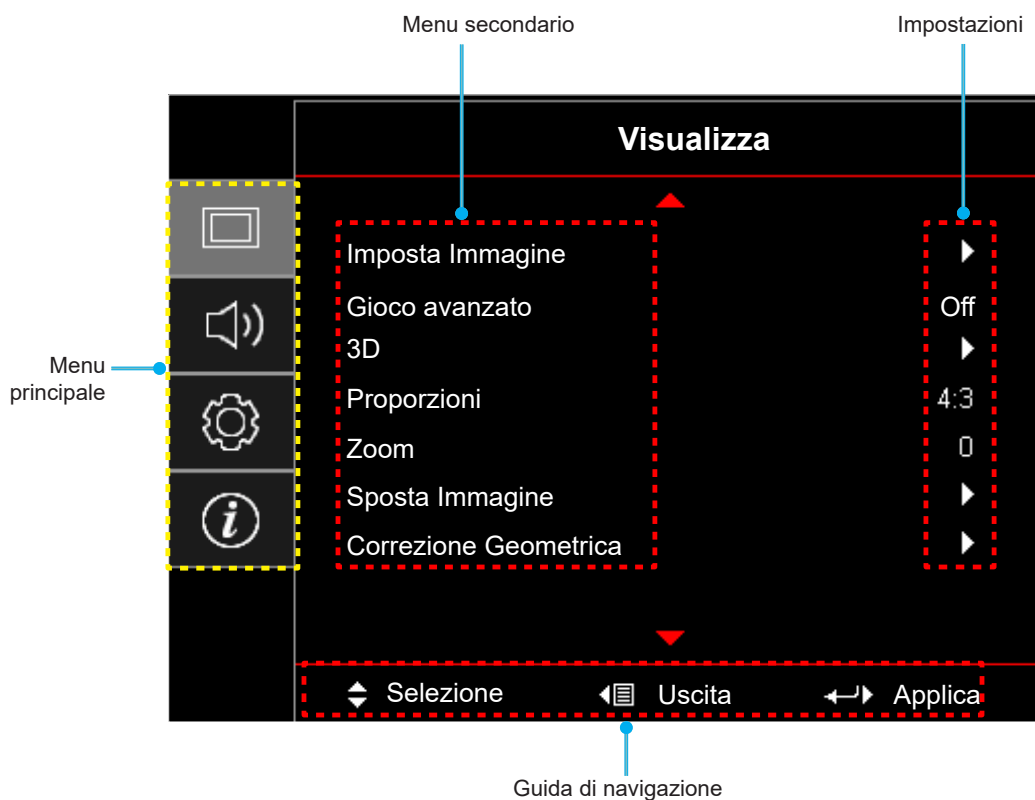 Menu secondario
Impostazioni
Visualizza
Imposta Immagine
Gioco avanzato Off
3D
Menu
principale
Proporzioni 4:3
Zoom 0
Sposta Immagine
Correzione Geometrica
Selezione Uscita Applica
Guida di navigazione